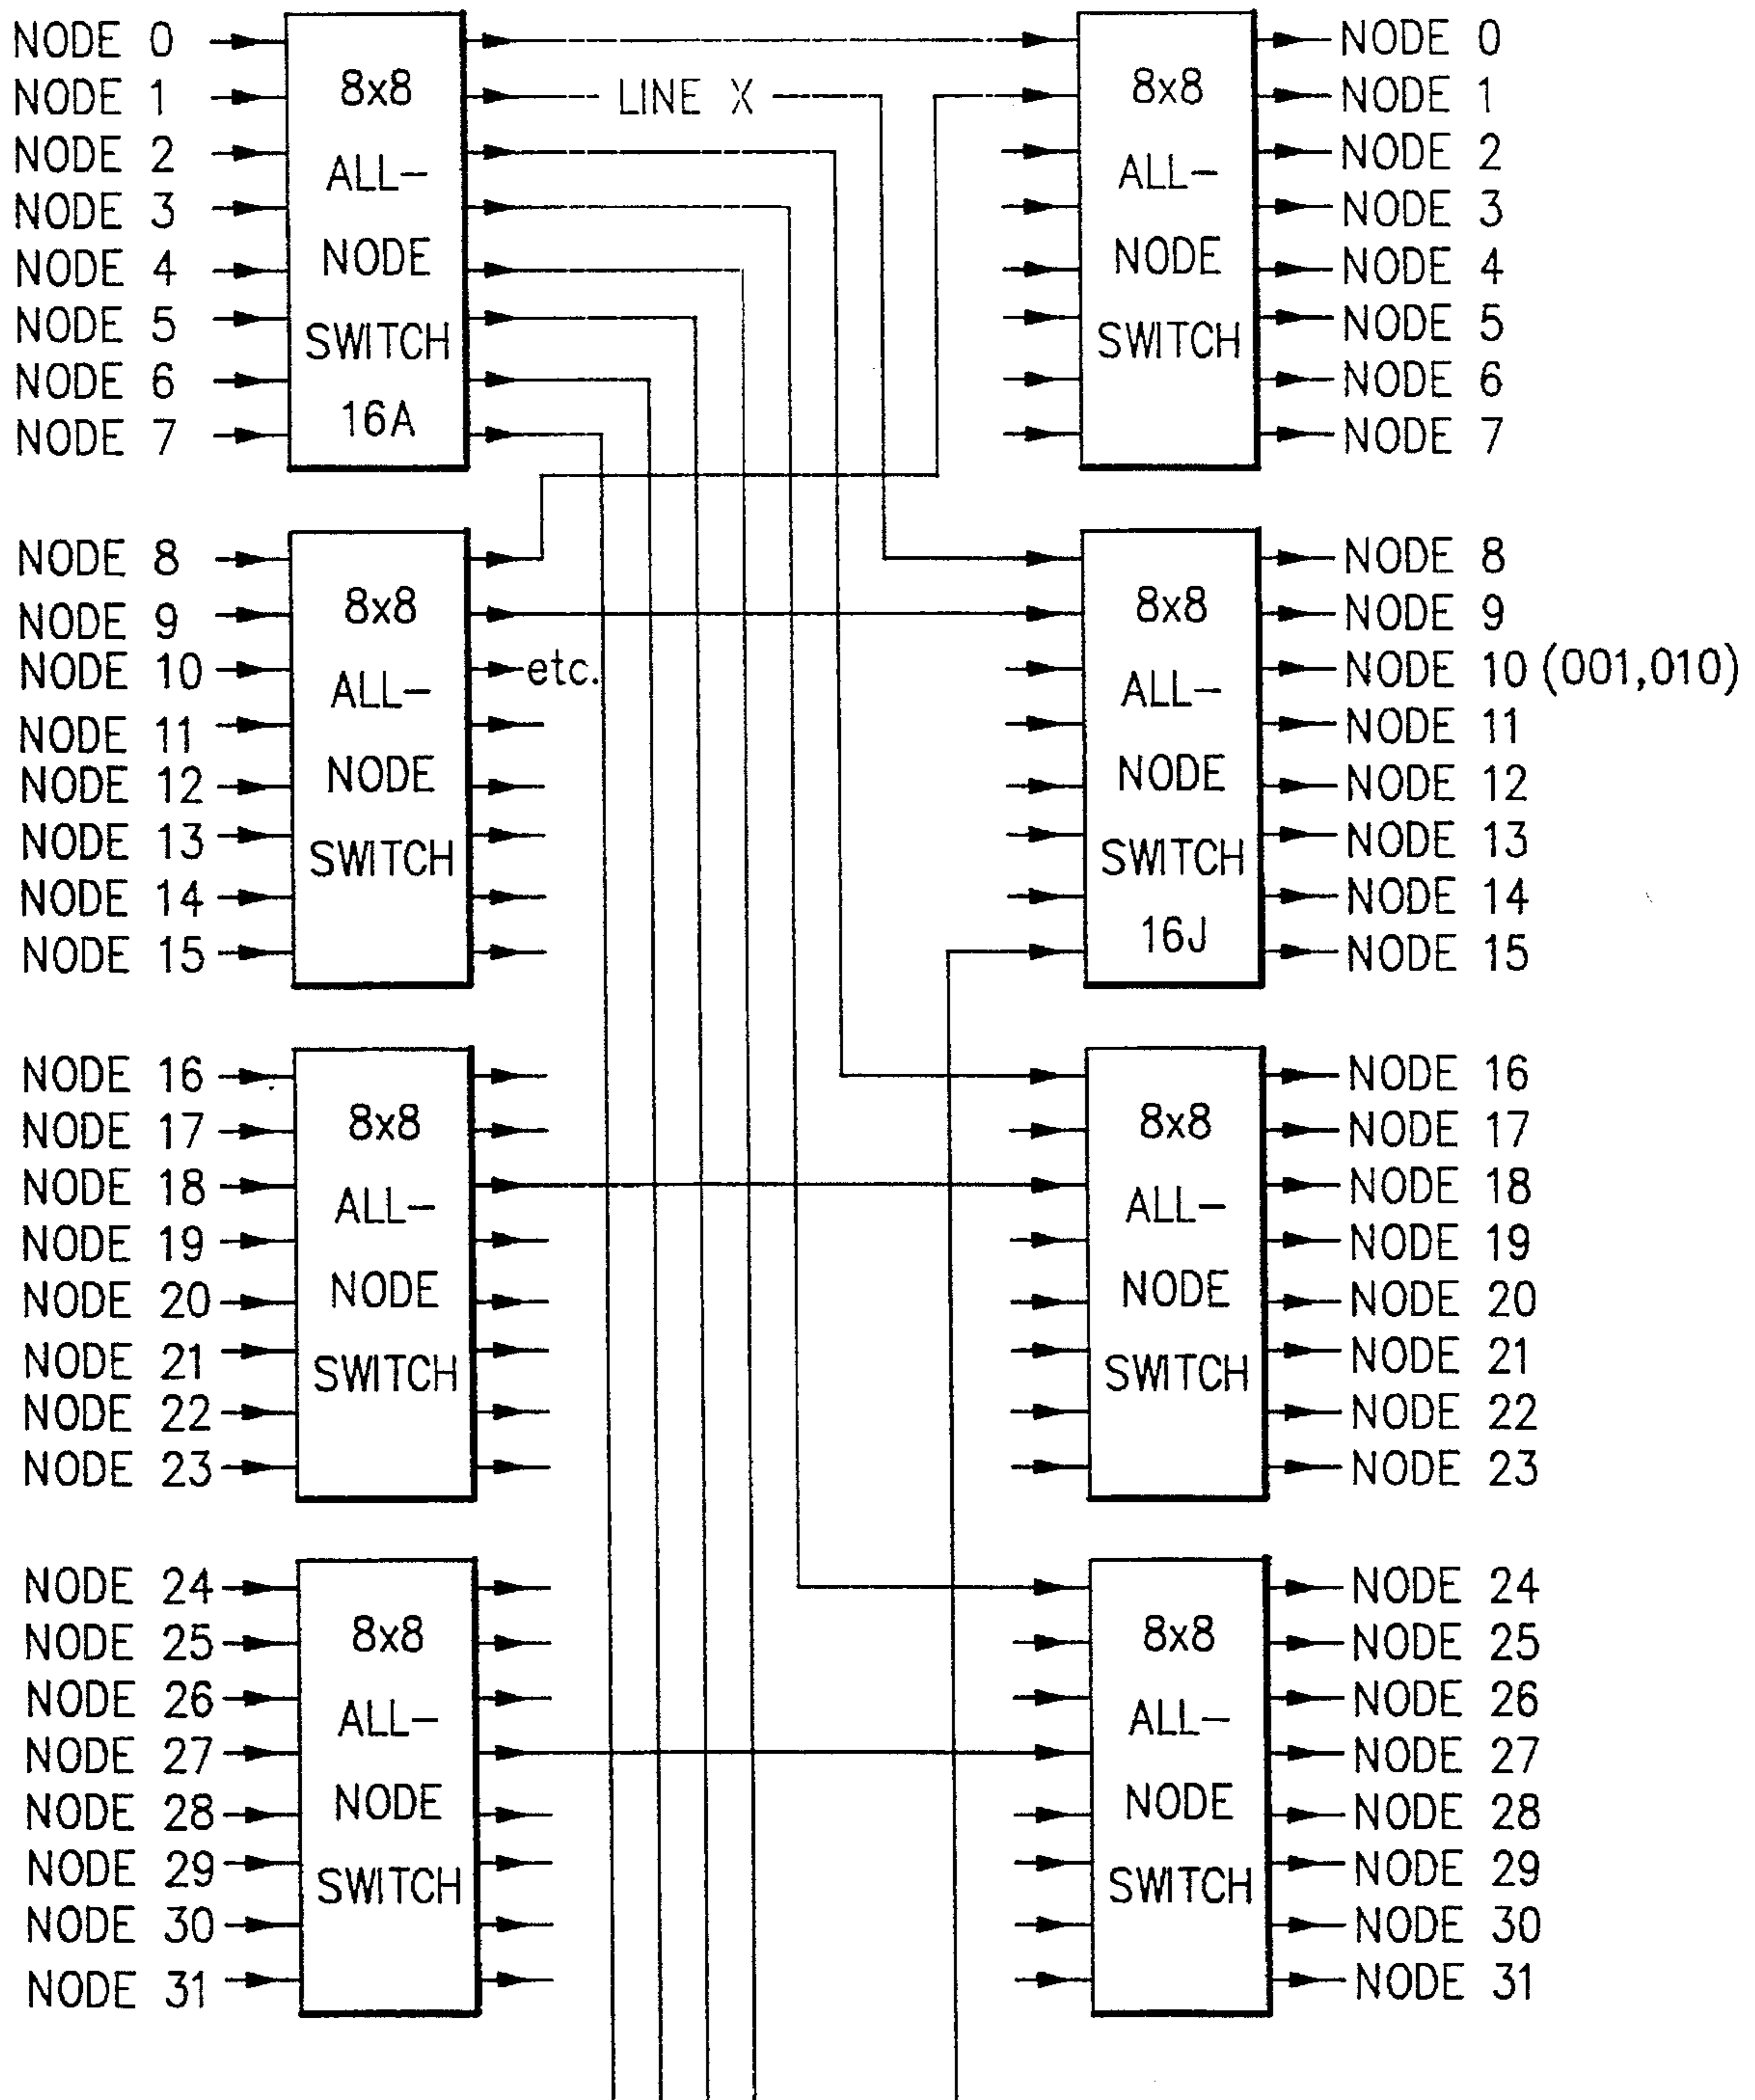 NODE 0
NODE 1
NODE 2
NODE 3
NODE 4
NODE 5
NODE 6
NODE 7
8x8
ALL-
NODE
SWITCH
16A
LINE X
8x8
ALL-
NODE
SWITCH
NODE 0
NODE 1
NODE 2
NODE 3
NODE 4
NODE 5
NODE 6
NODE 7
NODE 8
NODE 9
NODE 10
NODE 11
NODE 12
NODE 13
NODE 14
NODE 15
8x8
ALL-
NODE
SWITCH
etc.
8x8
ALL-
NODE
SWITCH
16J
NODE 8
NODE 9
NODE 10 (001,010)
NODE 11
NODE 12
NODE 13
NODE 14
NODE 15
NODE 16
NODE 17
NODE 18
NODE 19
NODE 20
NODE 21
NODE 22
NODE 23
8x8
ALL-
NODE
SWITCH
8x8
ALL-
NODE
SWITCH
NODE 16
NODE 17
NODE 18
NODE 19
NODE 20
NODE 21
NODE 22
NODE 23
NODE 24
NODE 25
NODE 26
NODE 27
NODE 28
NODE 29
NODE 30
NODE 31
8x8
ALL-
NODE
SWITCH
8x8
ALL-
NODE
SWITCH
NODE 24
NODE 25
NODE 26
NODE 27
NODE 28
NODE 29
NODE 30
NODE 31